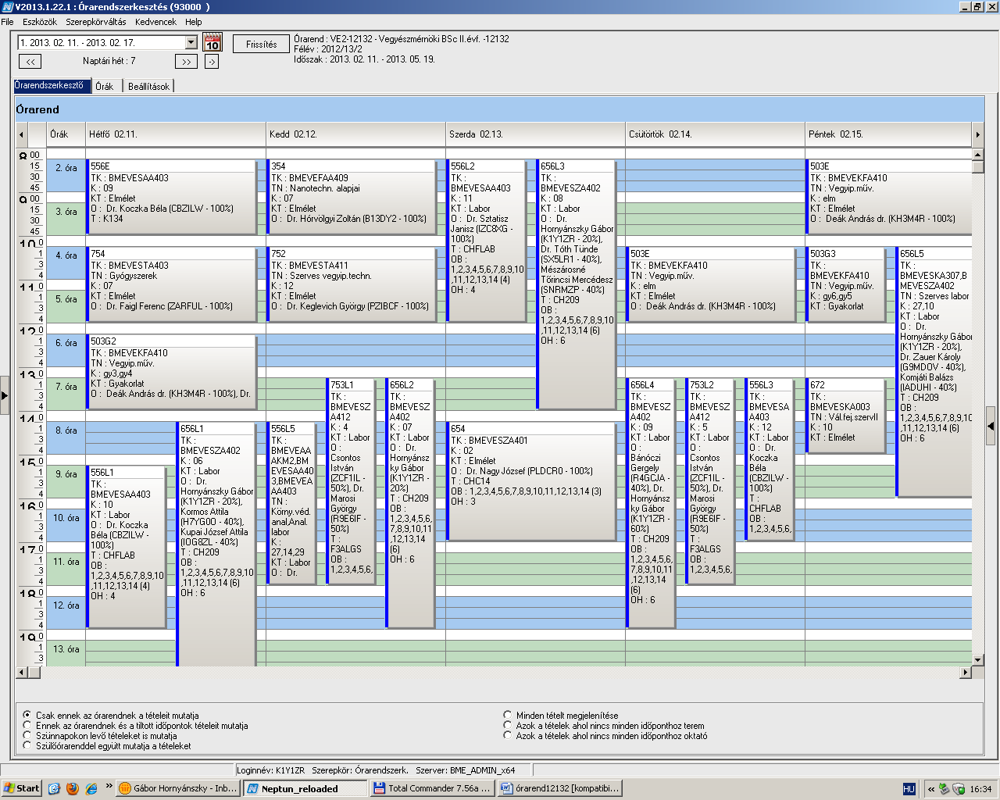 V2013.1.22.1 : Órarendszerkesztés (93000 )
File Eszközök Szerepkörváltás Kedvencek Help
1. 2013. 02. 11. - 2013. 02. 17.
10
Frissítés
Órarend : VE2-12132 - Vegyészmérnöki BSc II.évf. -12132
Félév : 2012/13/2
Időszak : 2013. 02. 11. - 2013. 05. 19.
<<
Naptári hét : 7
>>
->
Órarendszerkesztő
Órák
Beállítások
Órarend
Órák
Hétfő 02.11.
Kedd 02.12.
Szerda 02.13.
Csütörtök 02.14.
Péntek 02.15.
8 00
15
30
45
9 00
15
30
45
10 0
1
3
4
11 0
1
3
4
12 0
1
3
4
13 0
1
3
4
14 0
1
3
4
15 0
1
3
4
16 0
1
3
4
17 0
1
3
4
18 0
1
3
4
19 0
1
3
2. óra
3. óra
4. óra
5. óra
6. óra
7. óra
8. óra
9. óra
10. óra
11. óra
12. óra
13. óra
556E
TK : BMEVESAA403
K : 09
KT : Elmélet
O : Dr. Koczka Béla (CBZILW - 100%)
T : K134
754
TK : BMEVESTA403
TN : Gyógyszerek
K : 07
KT : Elmélet
O : Dr. Faigl Ferenc (ZARFUL - 100%)
503G2
TK : BMEVEKFA410
TN : Vegyip.műv.
K : gy3,gy4
KT : Gyakorlat
O : Deák András dr. (KH3M4R - 100%), Dr.
556L1
TK :
BMEVESAA403
K : 10
KT : Labor
O : Dr. Koczka
Béla (CBZILW -
100%)
T : CHFLAB
OB :
1,2,3,4,5,6,7,8,9,10
,11,12,13,14 (4)
OH : 4
656L1
TK :
BMEVESZA402
K : 06
KT : Labor
O : Dr.
Hornyánszky Gábor
(K1Y1ZR - 20%),
Kormos Attila
(H7YG0O - 40%),
Kupai József Attila
(IOG8ZL - 40%)
T : CH209
OB :
1,2,3,4,5,6,7,8,9,10
,11,12,13,14 (6)
OH : 6
354
TK : BMEVEFAA409
TN : Nanotechn. alapjai
K : 07
KT : Elmélet
O : Dr. Hórvölgyi Zoltán (B13DY2 - 100%)
752
TK : BMEVESTA411
TN : Szerves vegyip.techn.
K : 12
KT : Elmélet
O : Dr. Keglevich György (PZIBCF - 100%)
556L5
TK :
BMEVEAA
AKM2,BM
EVESAA40
3,BMEVEA
AA403
TN :
Körny.véd.
anal,Anal.
labor
K :
27,14,29
KT : Labor
O : Dr.
753L1
TK :
BMEVESZ
A412
K : 4
KT : Labor
O :
Csontos
István
(ZCF1IL -
50%), Dr.
Marosi
György
(R9E6IF -
50%)
T :
F3ALGS
OB :
1,2,3,4,5,6,
656L2
TK :
BMEVESZ
A402
K : 07
KT : Labor
O : Dr.
Hornyánsz
ky Gábor
(K1Y1ZR -
20%)
T : CH209
OB :
1,2,3,4,5,6,
7,8,9,10,11
,12,13,14
(6)
OH : 6
556L2
TK :
BMEVESAA403
K : 11
KT : Labor
O : Dr. Sztatisz
Janisz (IZC8XG -
100%)
T : CHFLAB
OB :
1,2,3,4,5,6,7,8,9,10
,11,12,13,14 (4)
OH : 4
656L3
TK :
BMEVESZA402
K : 08
KT : Labor
O : Dr.
Hornyánszky Gábor
(K1Y1ZR - 20%),
Dr. Tóth Tünde
(SX5LR1 - 40%),
Mészárosné
Tőrincsi Mercédesz
(SNRMZP - 40%)
T : CH209
OB :
1,2,3,4,5,6,7,8,9,10
,11,12,13,14 (6)
OH : 6
654
TK : BMEVESZA401
K : 02
KT : Elmélet
O : Dr. Nagy József (PLDCR0 - 100%)
T : CHC14
OB : 1,2,3,4,5,6,7,8,9,10,11,12,13,14 (3)
OH : 3
503E
TK : BMEVEKFA410
TN : Vegyip.műv.
K : elm
KT : Elmélet
O : Deák András dr. (KH3M4R - 100%)
656L4
TK :
BMEVESZ
A402
K : 09
KT : Labor
O :
Bánóczi
Gergely
(R4GCJA -
40%), Dr.
Hornyánsz
ky Gábor
(K1Y1ZR -
60%)
T : CH209
OB :
1,2,3,4,5,6,
7,8,9,10,11
,12,13,14
(6)
OH : 6
753L2
TK :
BMEVESZ
A412
K : 5
KT : Labor
O :
Csontos
István
(ZCF1IL -
50%), Dr.
Marosi
György
(R9E6IF -
50%)
T :
F3ALGS
OB :
1,2,3,4,5,6,
556L3
TK :
BMEVESA
A403
K : 12
KT : Labor
O : Dr.
Koczka
Béla
(CBZILW -
100%)
T :
CHFLAB
OB :
1,2,3,4,5,6,
503E
TK : BMEVEKFA410
TN : Vegyip.műv.
K : elm
KT : Elmélet
O : Deák András dr. (KH3M4R - 100%)
503G3
TK :
BMEVEKFA410
TN : Vegyip.műv.
K : gy6,gy5
KT : Gyakorlat
672
TK :
BMEVESKA003
TN : Vál.fej.szervII
K : 10
KT : Elmélet
656L5
TK :
BMEVESKA307,B
MEVESZA402
TN : Szerves labor
K : 27,10
KT : Labor
O : Dr.
Hornyánszky Gábor
(K1Y1ZR - 20%),
Dr. Zauer Károly
(G9MDOV - 40%),
Komjáti Balázs
(IADUHI - 40%)
T : CH209
OB :
1,2,3,4,5,6,7,8,9,10
,11,12,13,14 (6)
OH : 6
Csak ennek az órarendnek a tételeit mutatja
Ennek az órarendnek és a tiltott időpontok tételeit mutatja
Szünnapokon levő tételeket is mutatja
Szülőórarenddel együtt mutatja a tételeket
Minden tételt megjelenítése
Azok a tételek ahol nincs minden időponthoz terem
Azok a tételek ahol nincs minden időponthoz oktató
Loginnév: K1Y1ZR Szerepkör: Órarendszerk. Szerver: BME_ADMIN_x64
Start
»
Gábor Hornyánszky - Inb...
Neptun_reloaded
Total Commander 7.56a ...
órarend12132 [kompatibi...
HU
«
16:34